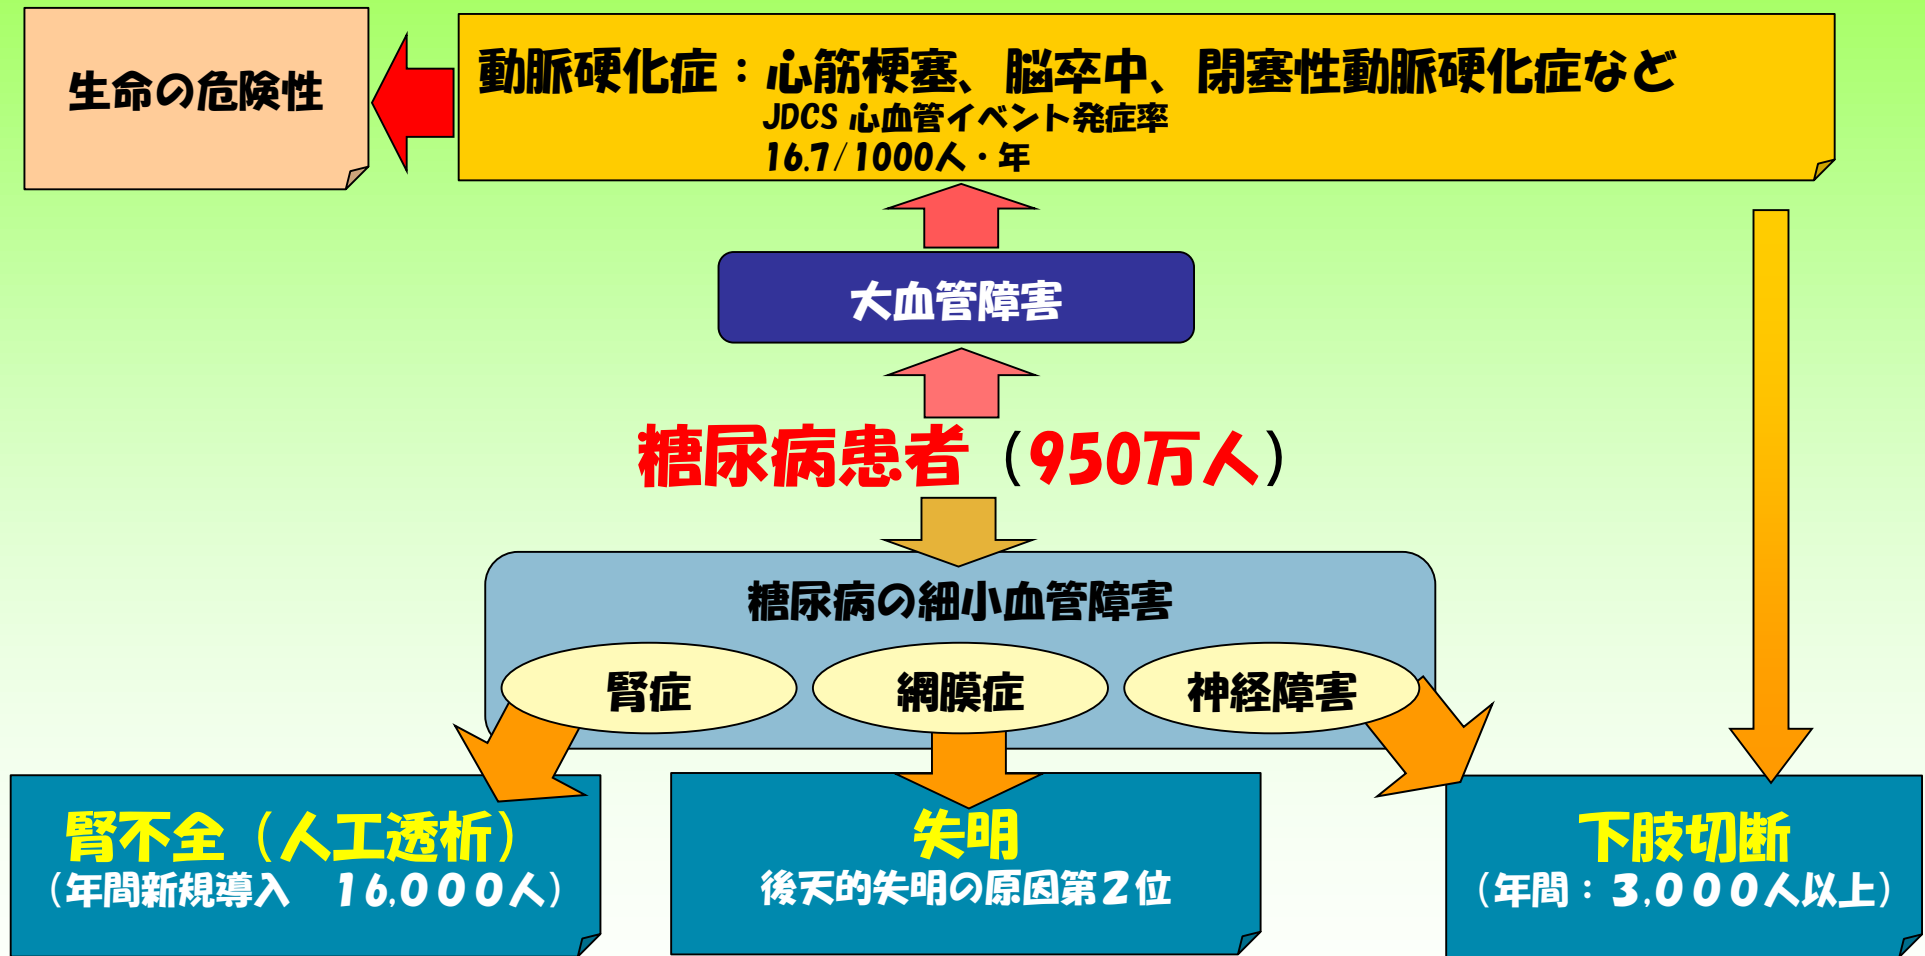 生命の危険性
動脈硬化症：心筋梗塞、脳卒中、閉塞性動脈硬化症など
JDCS 心血管イベント発症率
16.7/1000人・年
大血管障害
糖尿病患者（950万人）
糖尿病の細小血管障害
腎症
網膜症
神経障害
腎不全（人工透析）
（年間新規導入　１６,０００人）
失明
後天的失明の原因第２位
下肢切断
（年間：３,０００人以上）